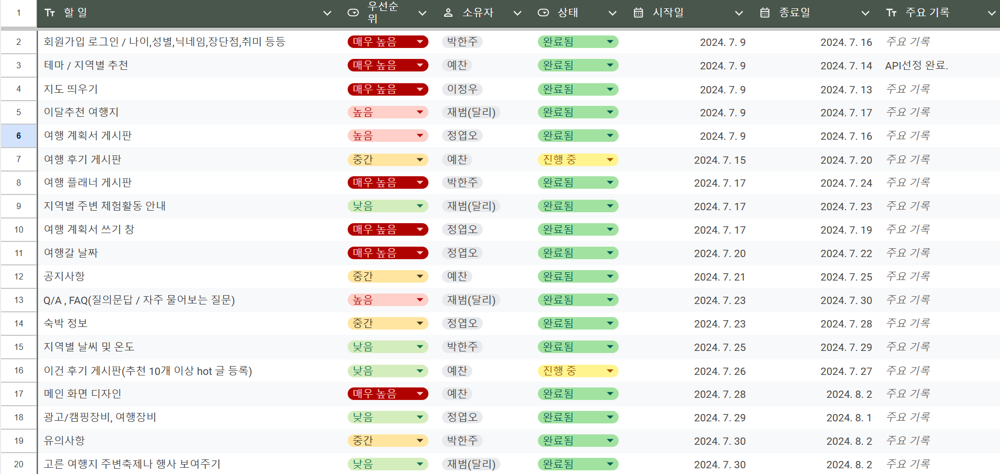 1 할 일 우선순위 소유자 상태 시작일 종료일 주요 기록
2 회원가입 로그인 / 나이,성별,닉네임,장단점,취미 등등 매우 높음 박한주 완료됨 2024. 7. 9 2024. 7. 16 주요 기록
3 테마 / 지역별 추천 매우 높음 예찬 완료됨 2024. 7. 9 2024. 7. 14 API선정 완료.
4 지도 띄우기 매우 높음 이정우 완료됨 2024. 7. 9 2024. 7. 13 주요 기록
5 이달추천 여행지 높음 재범(달리) 완료됨 2024. 7. 9 2024. 7. 17 주요 기록
6 여행 계획서 게시판 높음 정엽오 완료됨 2024. 7. 9 2024. 7. 16 주요 기록
7 여행 후기 게시판 중간 예찬 진행 중 2024. 7. 15 2024. 7. 20 주요 기록
8 여행 플래너 게시판 매우 높음 박한주 완료됨 2024. 7. 17 2024. 7. 24 주요 기록
9 지역별 주변 체험활동 안내 낮음 재범(달리) 완료됨 2024. 7. 17 2024. 7. 23 주요 기록
10 여행 계획서 쓰기 창 매우 높음 정엽오 완료됨 2024. 7. 17 2024. 7. 19 주요 기록
11 여행갈 날짜 매우 높음 정엽오 완료됨 2024. 7. 20 2024. 7. 22 주요 기록
12 공지사항 중간 예찬 완료됨 2024. 7. 21 2024. 7. 25 주요 기록
13 Q/A , FAQ(질의문답 / 자주 물어보는 질문) 높음 재범(달리) 완료됨 2024. 7. 23 2024. 7. 30 주요 기록
14 숙박 정보 중간 정엽오 완료됨 2024. 7. 23 2024. 7. 28 주요 기록
15 지역별 날씨 및 온도 낮음 박한주 완료됨 2024. 7. 25 2024. 7. 29 주요 기록
16 이건 후기 게시판(추천 10개 이상 hot 글 등록) 낮음 예찬 진행 중 2024. 7. 26 2024. 7. 27 주요 기록
17 메인 화면 디자인 매우 높음 예찬 완료됨 2024. 7. 28 2024. 8. 2 주요 기록
18 광고/캠핑장비, 여행장비 낮음 정엽오 완료됨 2024. 7. 29 2024. 8. 1 주요 기록
19 유의사항 중간 박한주 완료됨 2024. 7. 30 2024. 8. 2 주요 기록
20 고른 여행지 주변축제나 행사 보여주기 낮음 재범(달리) 완료됨 2024. 7. 30 2024. 8. 2 주요 기록